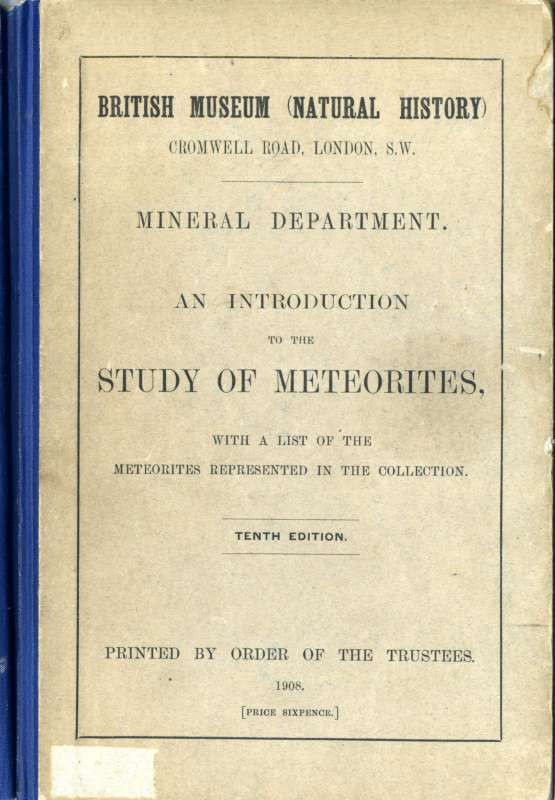 BRITISH MUSEUM (NATURAL HISTORY)
CROMWELL ROAD, LONDON, S.W.
MINERAL DEPARTMENT.
AN INTRODUCTION
TO THE
STUDY OF METEORITES,
WITH A LIST OF THE
METEORITES REPRESENTED IN THE COLLECTION.
TENTH EDITION.
PRINTED BY ORDER OF THE TRUSTEES.
1908.
[PRICE SIXPENCE.]